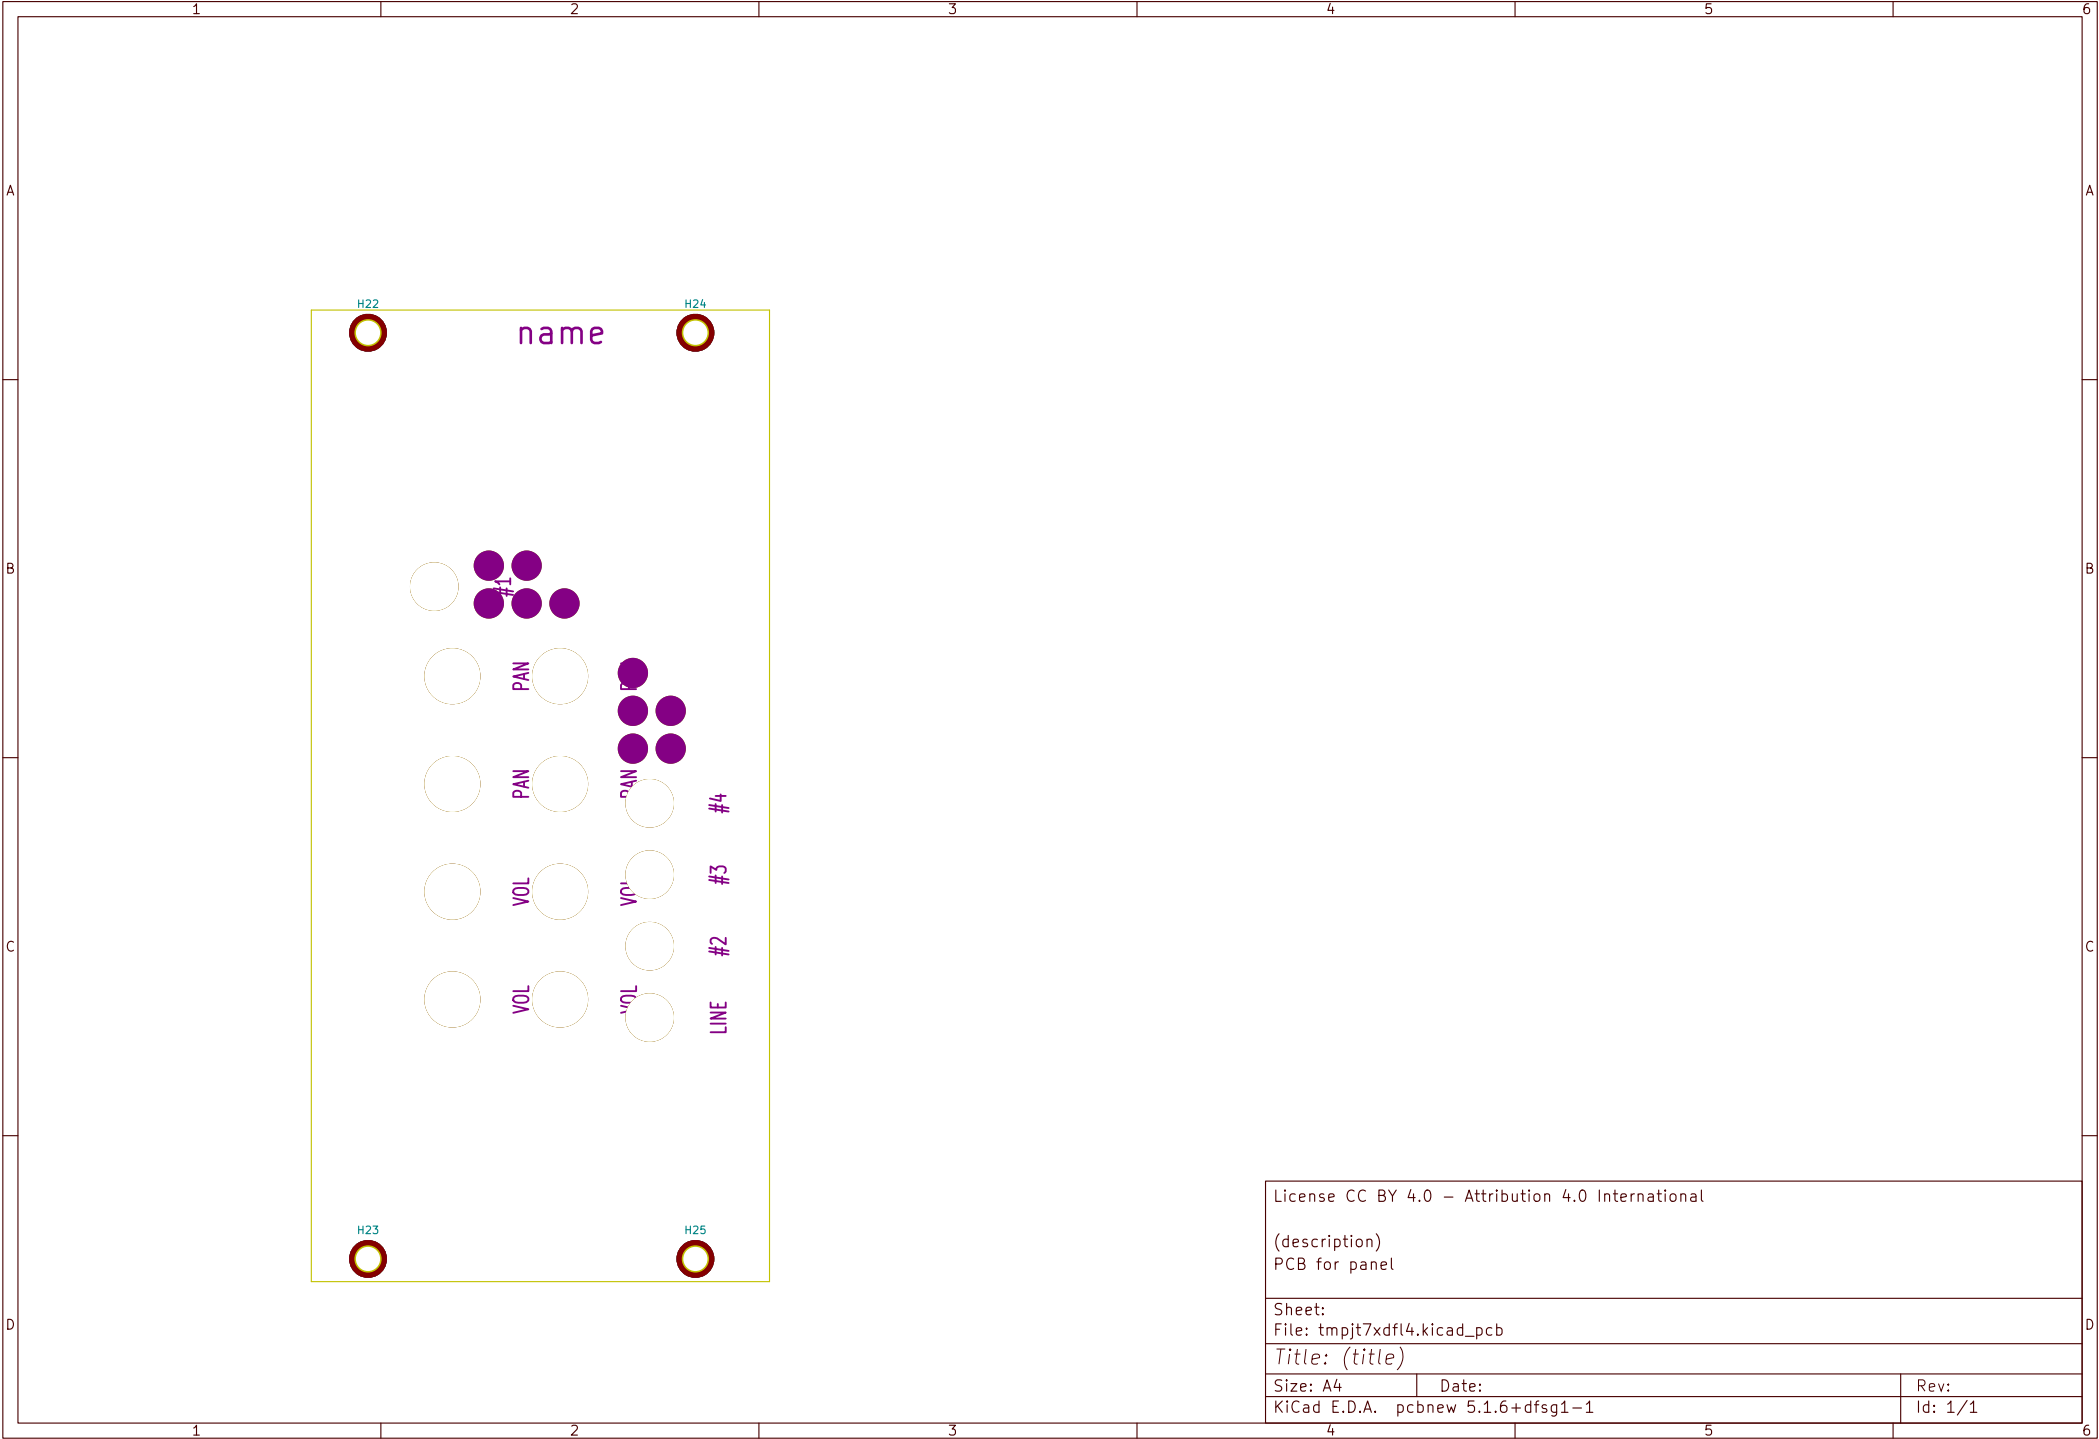 1 2 3 4 5 6
A A
H22 H24
name
B B
#1
PAN
PAN PAN
#4
#3
VOL VOL
C #2 C
VOL VOL
LINE
License CC BY 4.0 – Attribution 4.0 International
H23 H25
(description)
PCB for panel
Sheet:
D D
File: tmpjt7xdfl4.kicad_pcb
Title: (title)
Size: A4 Date: Rev:
KiCad E.D.A. pcbnew 5.1.6+dfsg1-1 Id: 1/1
1 2 3 4 5 6